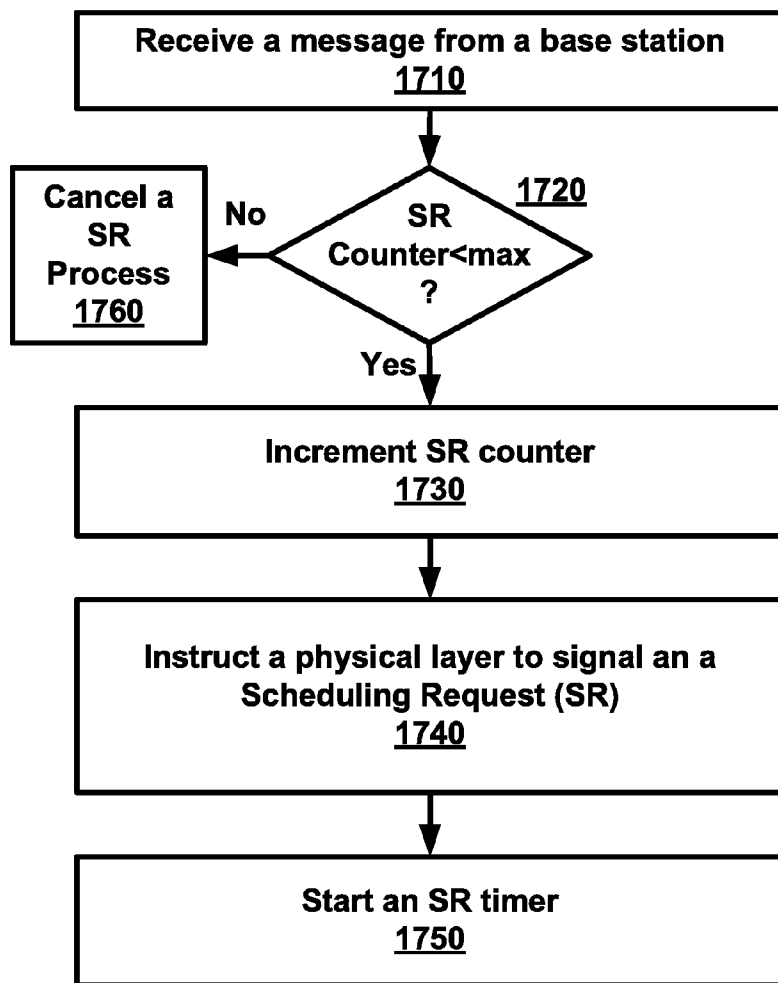 Receive a message from a base station
1710
1720
Cancel a
SR
Process
1760
No
SR
Counter<max
?
Yes
Increment SR counter
1730
Instruct a physical layer to signal an a
Scheduling Request (SR)
1740
Start an SR timer
1750